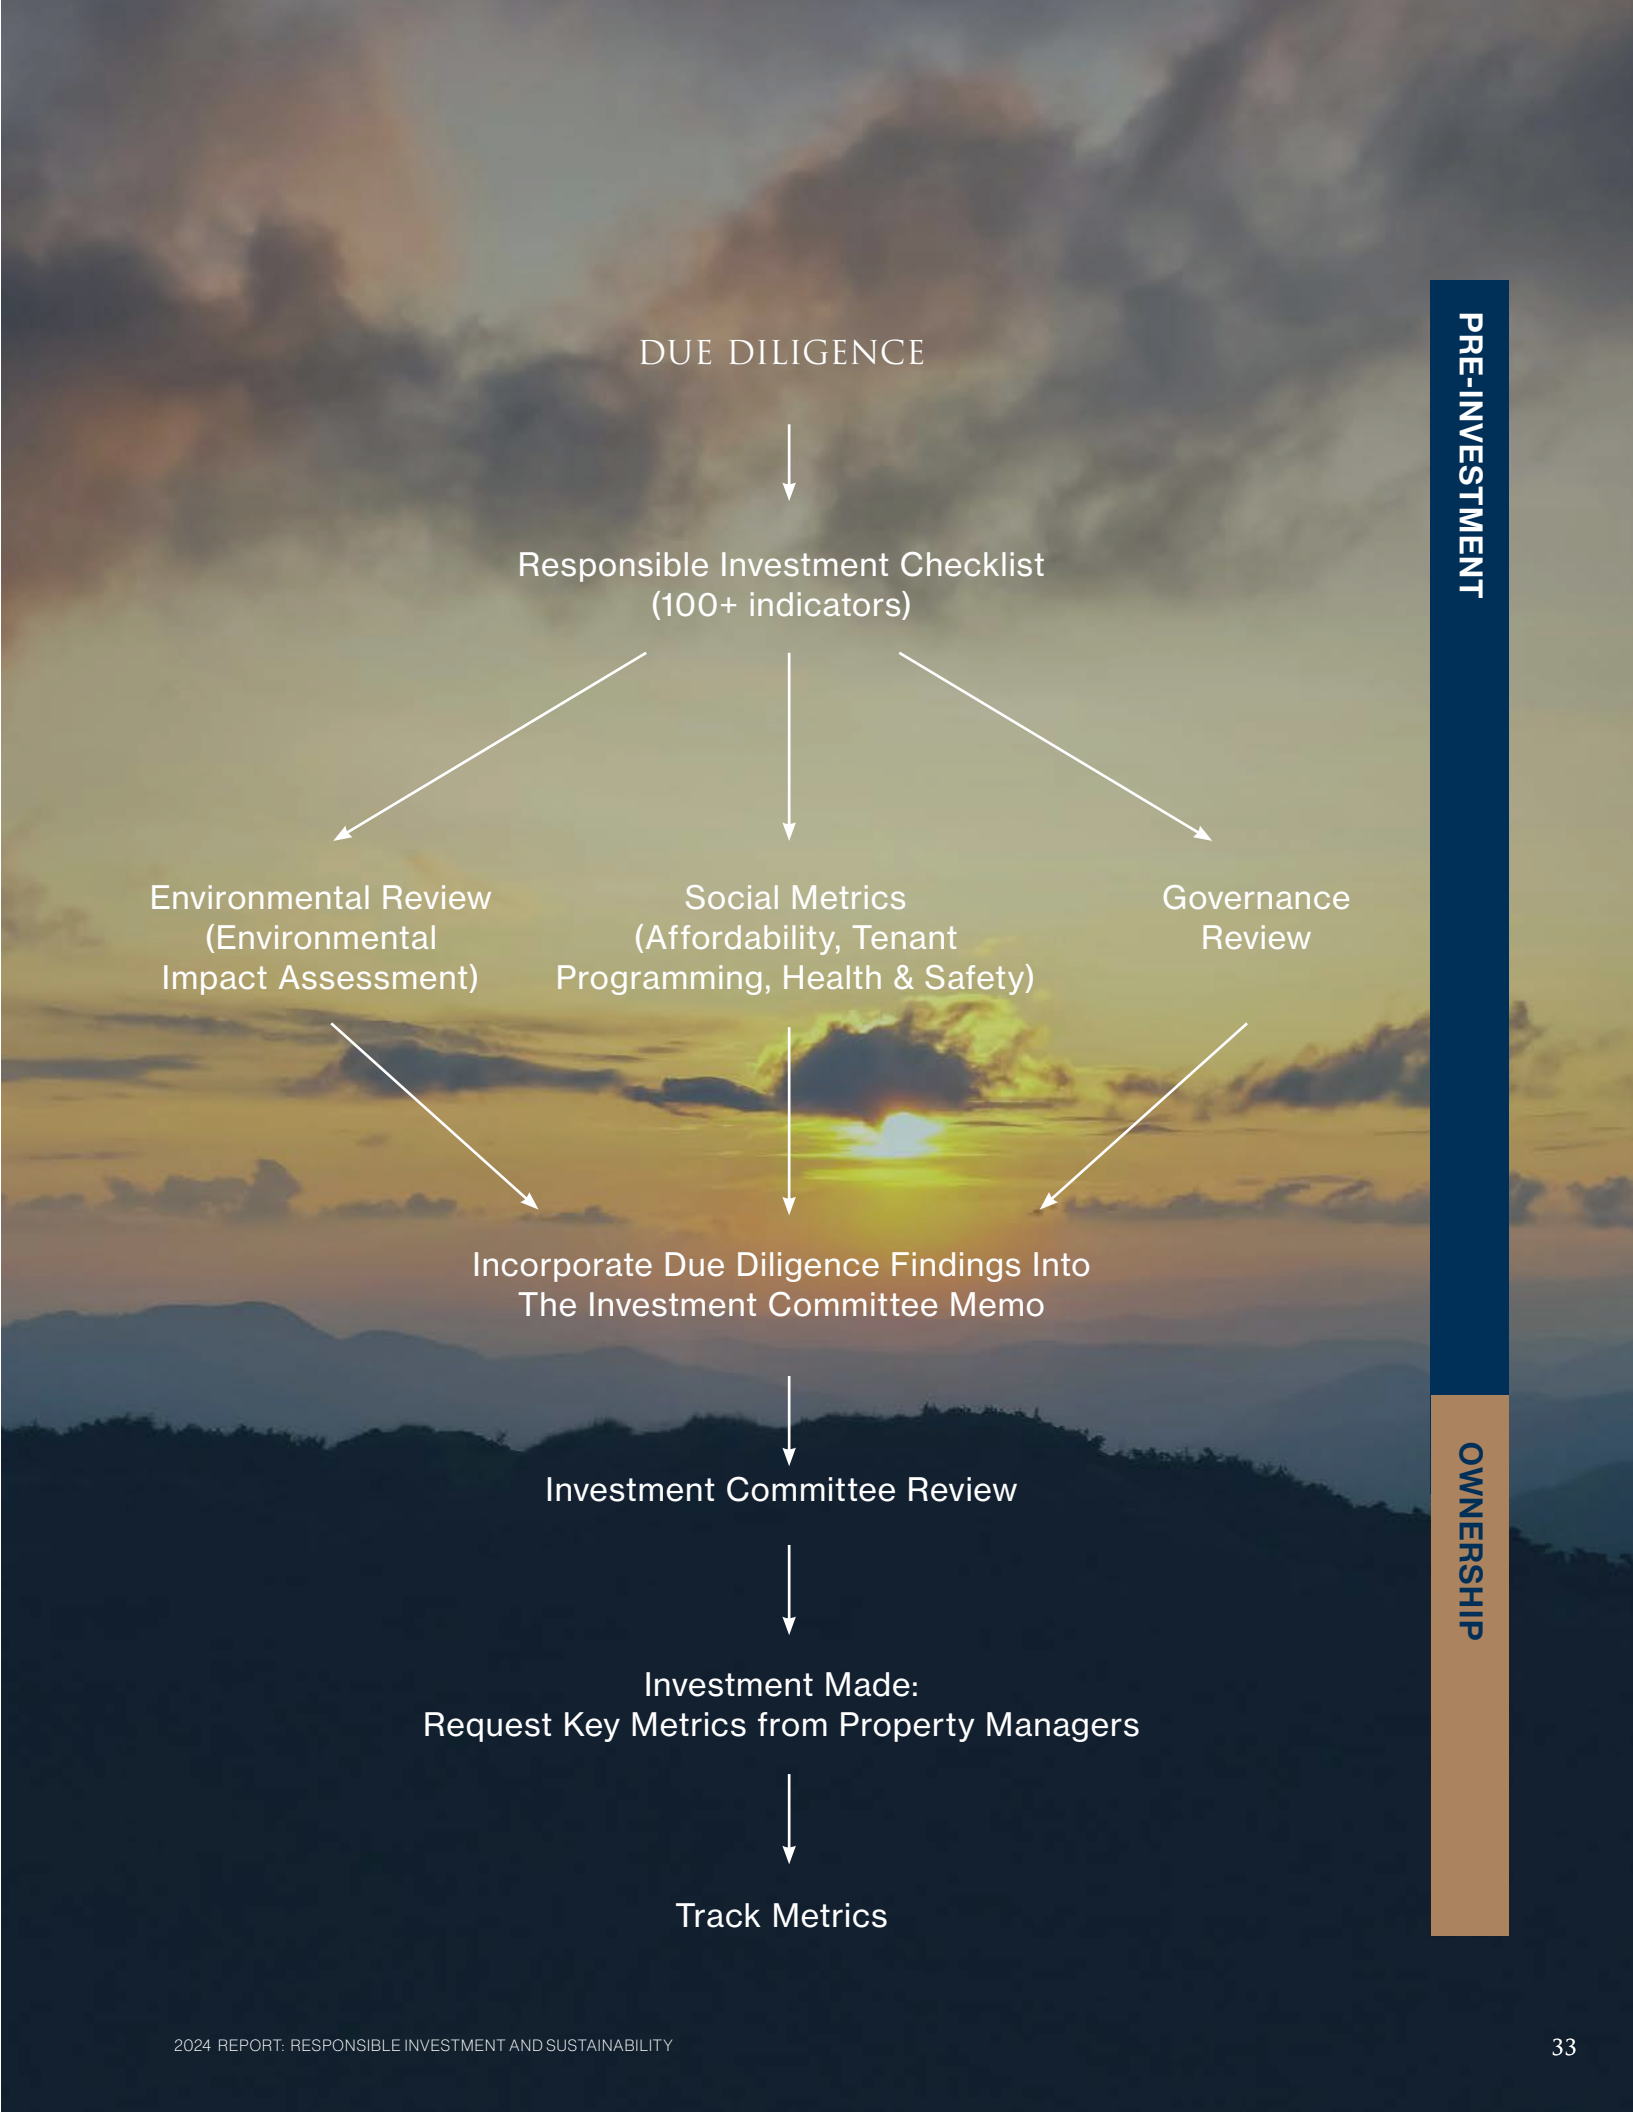 DUE DILIGENCE
Responsible Investment Checklist
(100+ indicators)
Environmental Review
(Environmental
Impact Assessment)
Social Metrics
(Affordability, Tenant
Programming, Health & Safety)
Governance
Review
Incorporate Due Diligence Findings Into
The Investment Committee Memo
Investment Committee Review
Investment Made:
Request Key Metrics from Property Managers
Track Metrics
PRE-INVESTMENT
OWNERSHIP
2024 REPORT: RESPONSIBLE INVESTMENT AND SUSTAINABILITY
33